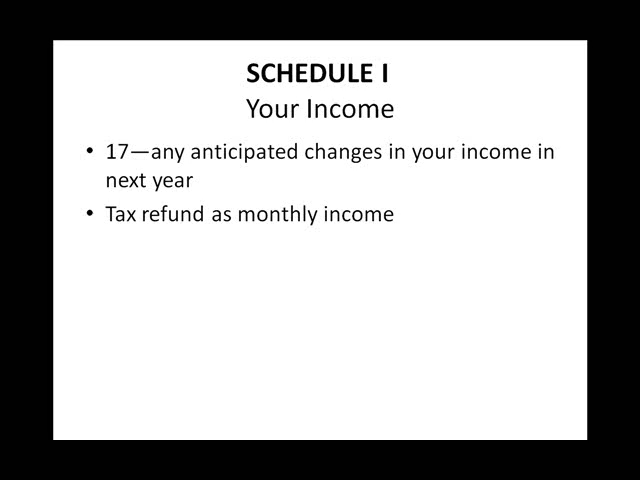 SCHEDULE I
Your Income
• 17—any anticipated changes in your income in
next year
• Tax refund as monthly income